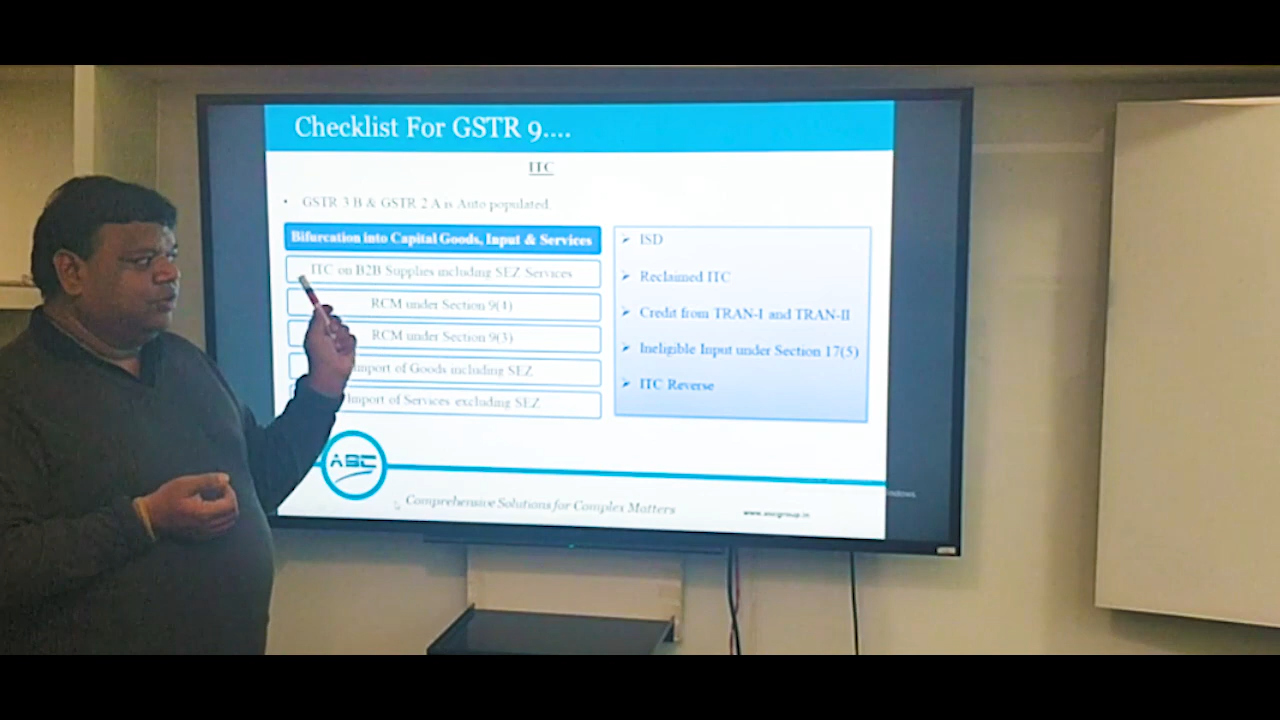 Checklist For GSTR 9....
ITC
• GSTR 3 B & GSTR 2 A is Auto populated.
Bifurcation into Capital Goods, Input & Services
ITC on B2B Supplies including SEZ Services
RCM under Section 9(4)
RCM under Section 9(3)
Import of Goods including SEZ
Import of Services excluding SEZ
➢ ISD
➢ Reclaimed ITC
➢ Credit from TRAN-I and TRAN-II
➢ Ineligible Input under Section 17(5)
➢ ITC Reverse
ABC
Comprehensive Solutions for Complex Matters